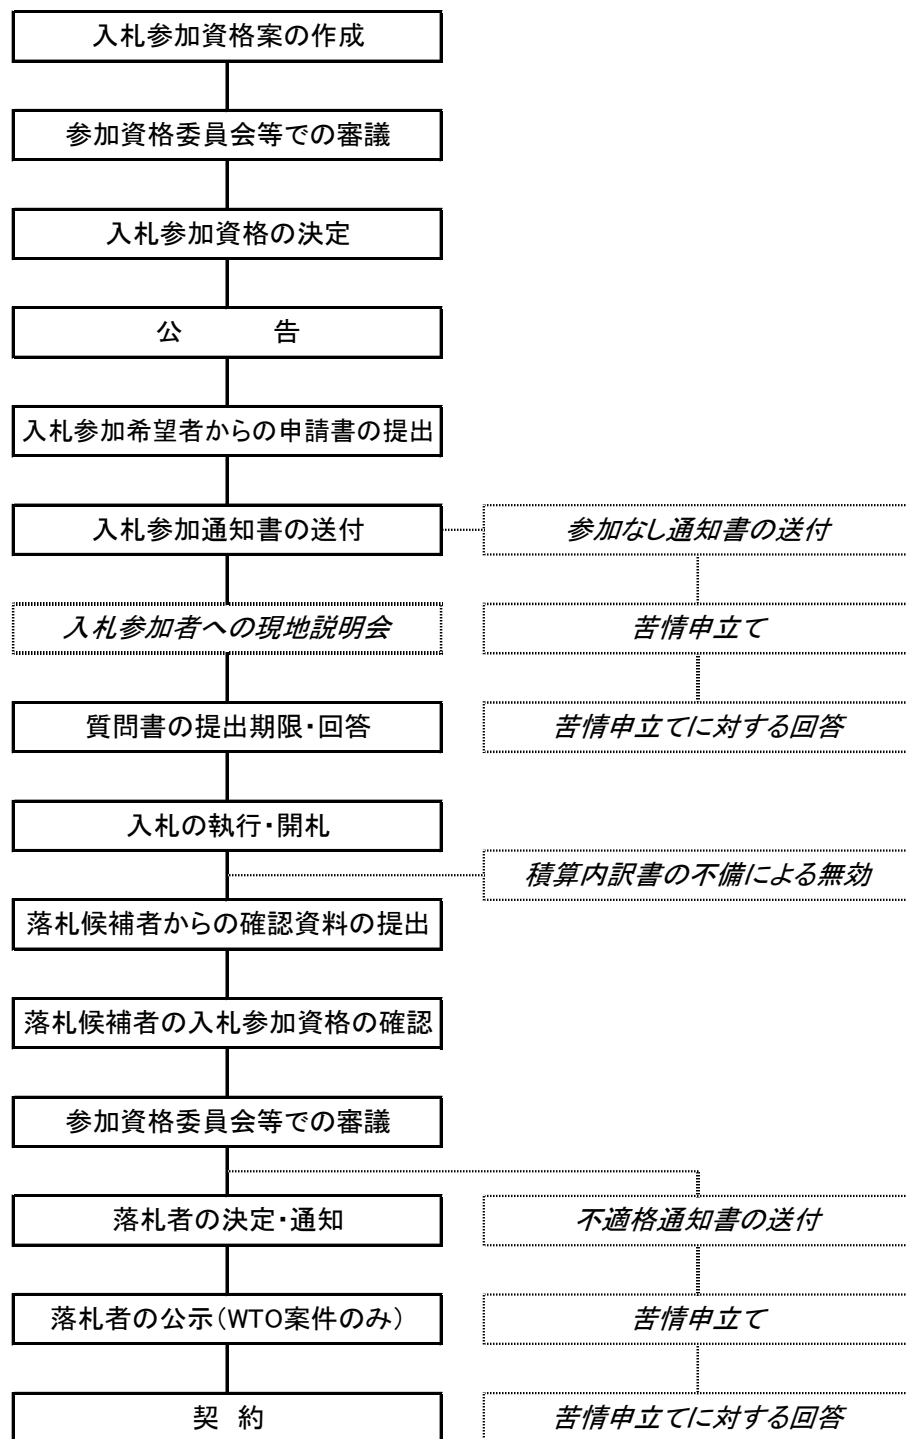 入札参加資格案の作成
参加資格委員会等での審議
入札参加資格の決定
公　　　告
入札参加希望者からの申請書の提出
入札参加通知書の送付
参加なし通知書の送付
入札参加者への現地説明会
苦情申立て
質問書の提出期限・回答
苦情申立てに対する回答
入札の執行・開札
積算内訳書の不備による無効
落札候補者からの確認資料の提出
落札候補者の入札参加資格の確認
参加資格委員会等での審議
落札者の決定・通知
不適格通知書の送付
落札者の公示（WTO案件のみ）
苦情申立て
契　約
苦情申立てに対する回答